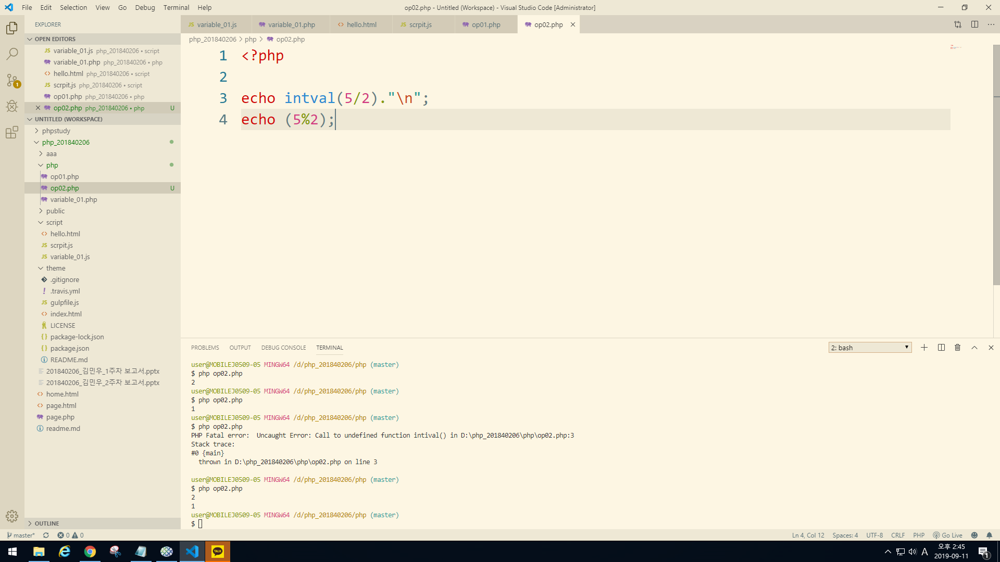 File Edit Selection View Go Debug Terminal Help
op02.php - Untitled (Workspace) - Visual Studio Code [Administrator]
EXPLORER
OPEN EDITORS
JS variable_01.js php_201840206 • script
variable_01.php php_201840206 • php
<> hello.html php_201840206 • script
JS scrpit.js php_201840206 • script
op01.php php_201840206 • php
op02.php php_201840206 • php U
UNTITLED (WORKSPACE)
phpstudy
php_201840206
aaa
php
op01.php
op02.php U
variable_01.php
public
script
<> hello.html
JS scrpit.js
JS variable_01.js
theme
.gitignore
! .travis.yml
JS gulpfile.js
<> index.html
LICENSE
{} package-lock.json
{} package.json
README.md
201840206_김민우_1주차 보고서.pptx
201840206_김민우_2주차 보고서.pptx
<> home.html
<> page.html
page.php
readme.md
OUTLINE
JS variable_01.js variable_01.php <> hello.html JS scrpit.js op01.php op02.php
php_201840206 > php > op02.php
1 <?php
2
3 echo intval(5/2)."\n";
4 echo (5%2);
PROBLEMS OUTPUT DEBUG CONSOLE TERMINAL
2: bash
user@MOBILEJ0509-05 MINGW64 /d/php_201840206/php (master)
$ php op02.php
2
user@MOBILEJ0509-05 MINGW64 /d/php_201840206/php (master)
$ php op02.php
1
user@MOBILEJ0509-05 MINGW64 /d/php_201840206/php (master)
$ php op02.php
PHP Fatal error:  Uncaught Error: Call to undefined function intival() in D:\php_201840206\php\op02.php:3
Stack trace:
#0 {main}
  thrown in D:\php_201840206\php\op02.php on line 3
user@MOBILEJ0509-05 MINGW64 /d/php_201840206/php (master)
$ php op02.php
2
1
user@MOBILEJ0509-05 MINGW64 /d/php_201840206/php (master)
$
master* 0 0
Ln 4, Col 12 Spaces: 4 UTF-8 CRLF PHP Go Live
TALK
A
오후 2:45
2019-09-11
1
1